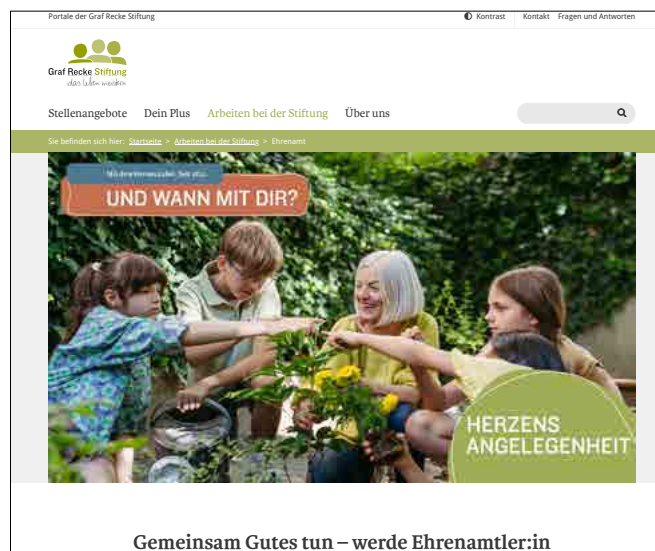 Portale der Graf Recke Stiftung
Kontrast Kontakt Fragen und Antworten
Graf Recke Stiftung
das Leben meistern
Stellenangebote Dein Plus Arbeiten bei der Stiftung Über uns
Sie befinden sich hier: Startseite > Arbeiten bei der Stiftung > Ehrenamt
UND WANN MIT DIR?
HERZENS
ANGELEGENHEIT
Gemeinsam Gutes tun – werde Ehrenamtler:in